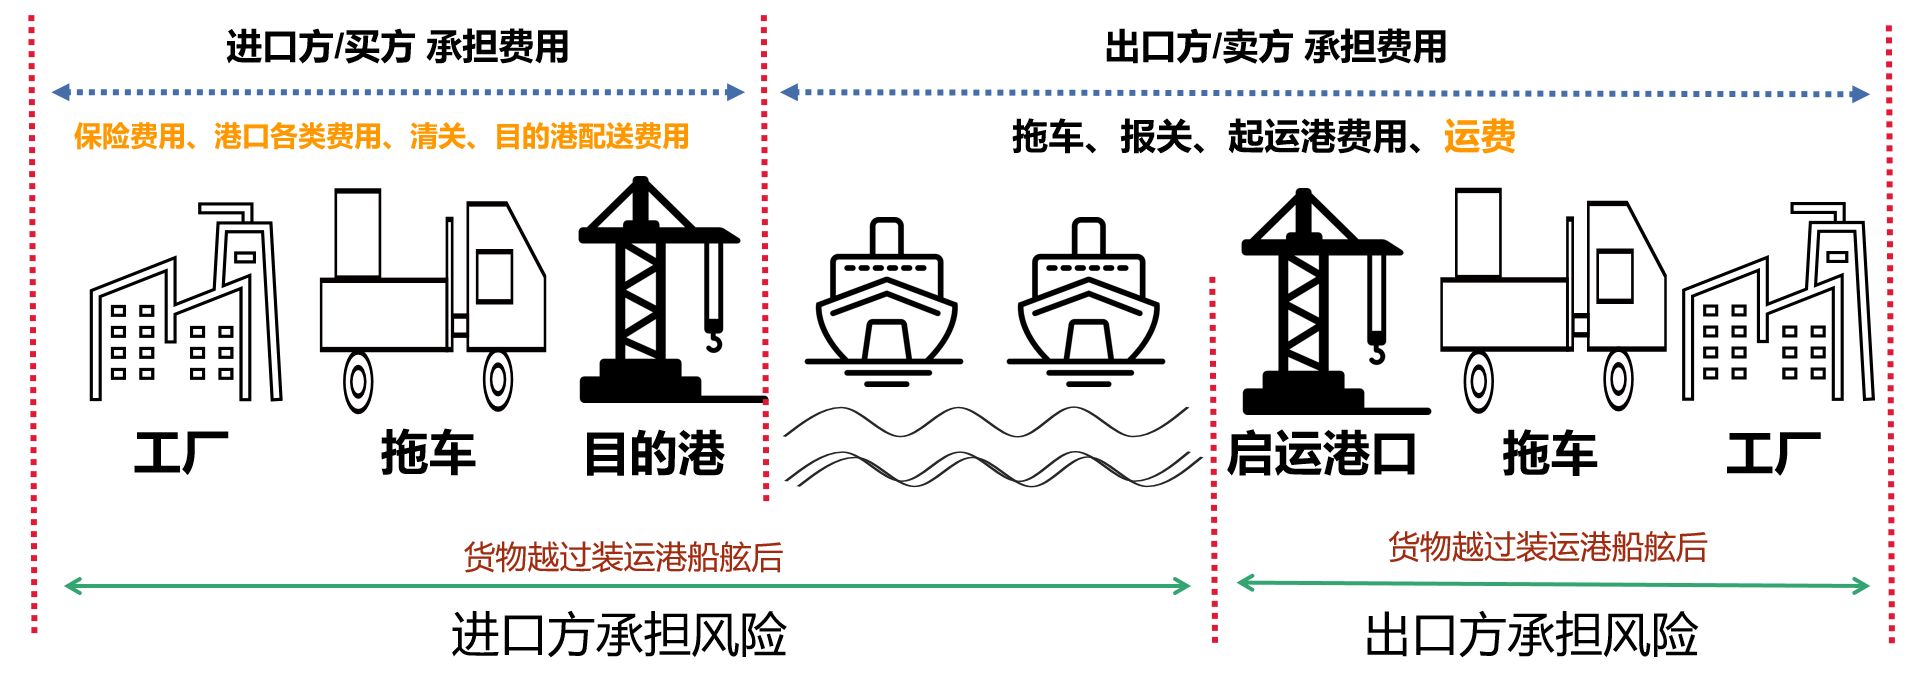 进口方/买方 承担费用
出口方/卖方 承担费用
保险费用、港口各类费用、清关、目的港配送费用
拖车、报关、起运港费用、运费
工厂
拖车
目的港
启运港口
拖车
工厂
货物越过装运港船舷后
货物越过装运港船舷后
进口方承担风险
出口方承担风险